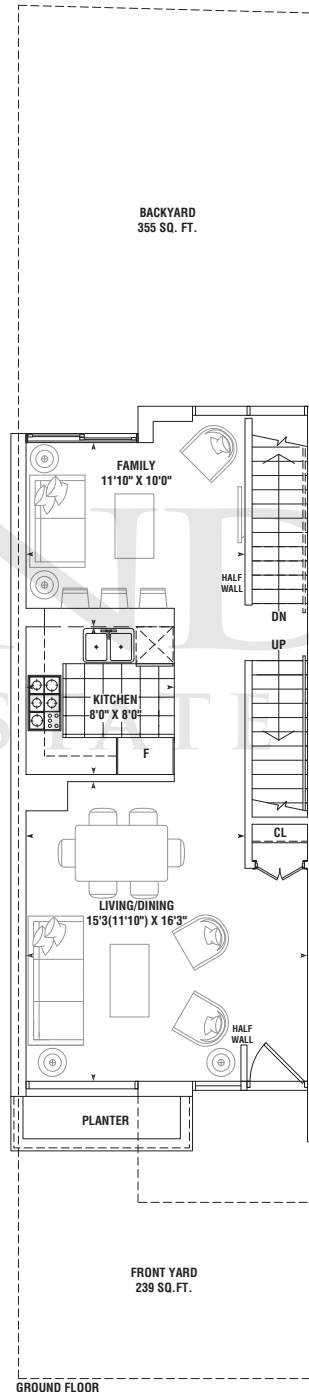 BACKYARD
355 SQ. FT.
FAMILY
11'10" X 10'0"
HALF
WALL
DN
UP
KITCHEN
8'0" X 8'0"
F
CL
LIVING/DINING
15'3(11'10") X 16'3"
HALF
WALL
PLANTER
FRONT YARD
239 SQ.FT.
GROUND FLOOR